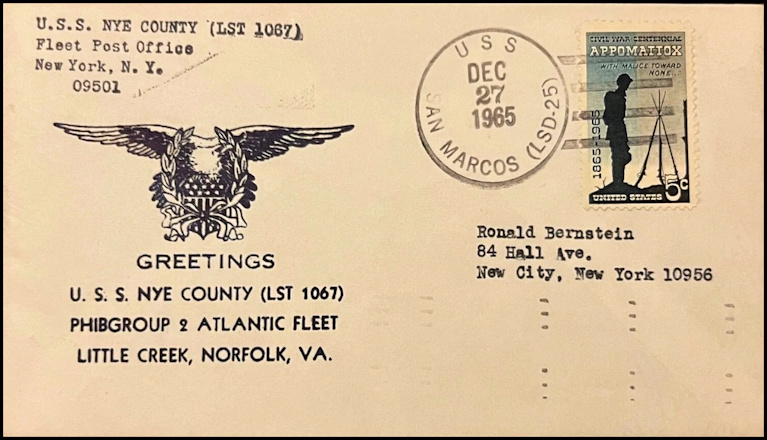 U.S.S. NYE COUNTY (LST 1067)
Fleet Post Office
New York, N. Y.
09501
USS
DEC
27
1965
SAN MARCOS (LSD-25)
CIVIL WAR CENTENNIAL
APPOMATTOX
WITH MALICE TOWARD
NONE...
1865-1965
5c
UNITED STATES
GREETINGS
U. S. S. NYE COUNTY (LST 1067)
PHIBGROUP 2 ATLANTIC FLEET
LITTLE CREEK, NORFOLK, VA.
Ronald Bernstein
84 Hall Ave.
New City, New York 10956